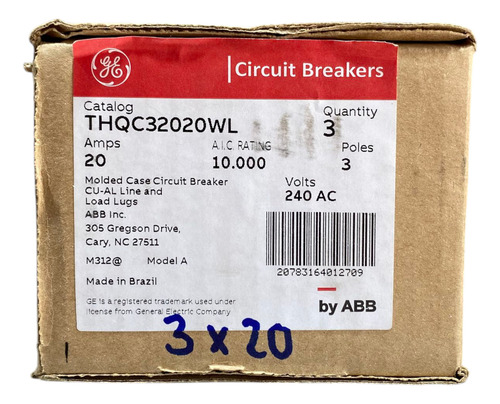 GE
Circuit Breakers
Catalog
THQC32020WL
Quantity
3
Amps
20
A.I.C. RATING
10.000
Poles
3
Molded Case Circuit Breaker
CU-AL Line and
Load Lugs
ABB Inc.
305 Gregson Drive,
Cary, NC 27511
Volts
240 AC
M312@ Model A
Made in Brazil
20783164012709
GE is a registered trademark used under
license from General Electric Company
by ABB
3 x 20